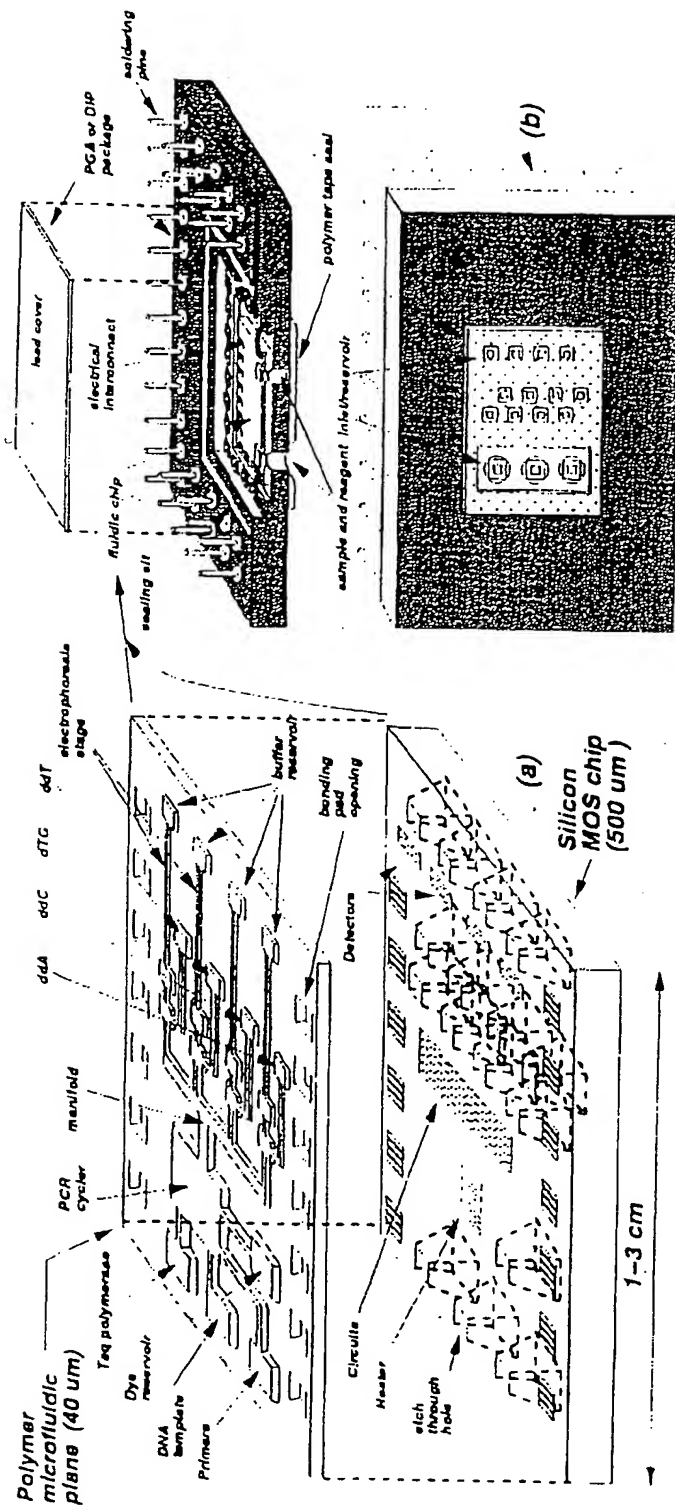 Polymer
microfluidic
plane (40 um)
Taq polymerase
Dye
reservoir
DNA
template
Primers
PCR
cycler
manifold
ddA
ddC
dTG
ddT
electrophoresis
stage
buffer
reservoir
bonding
pad
opening
Circuits
Heater
etch
through
hole
Detectors
(a)
Silicon
MOS chip
(500 um)
1-3 cm
sealing slit
fluidic chip
electrical
interconnect
lead cover
PGA or DIP
package
soldering
pins
polymer tape seal
sample and reagent inlet/reservoir
(b)